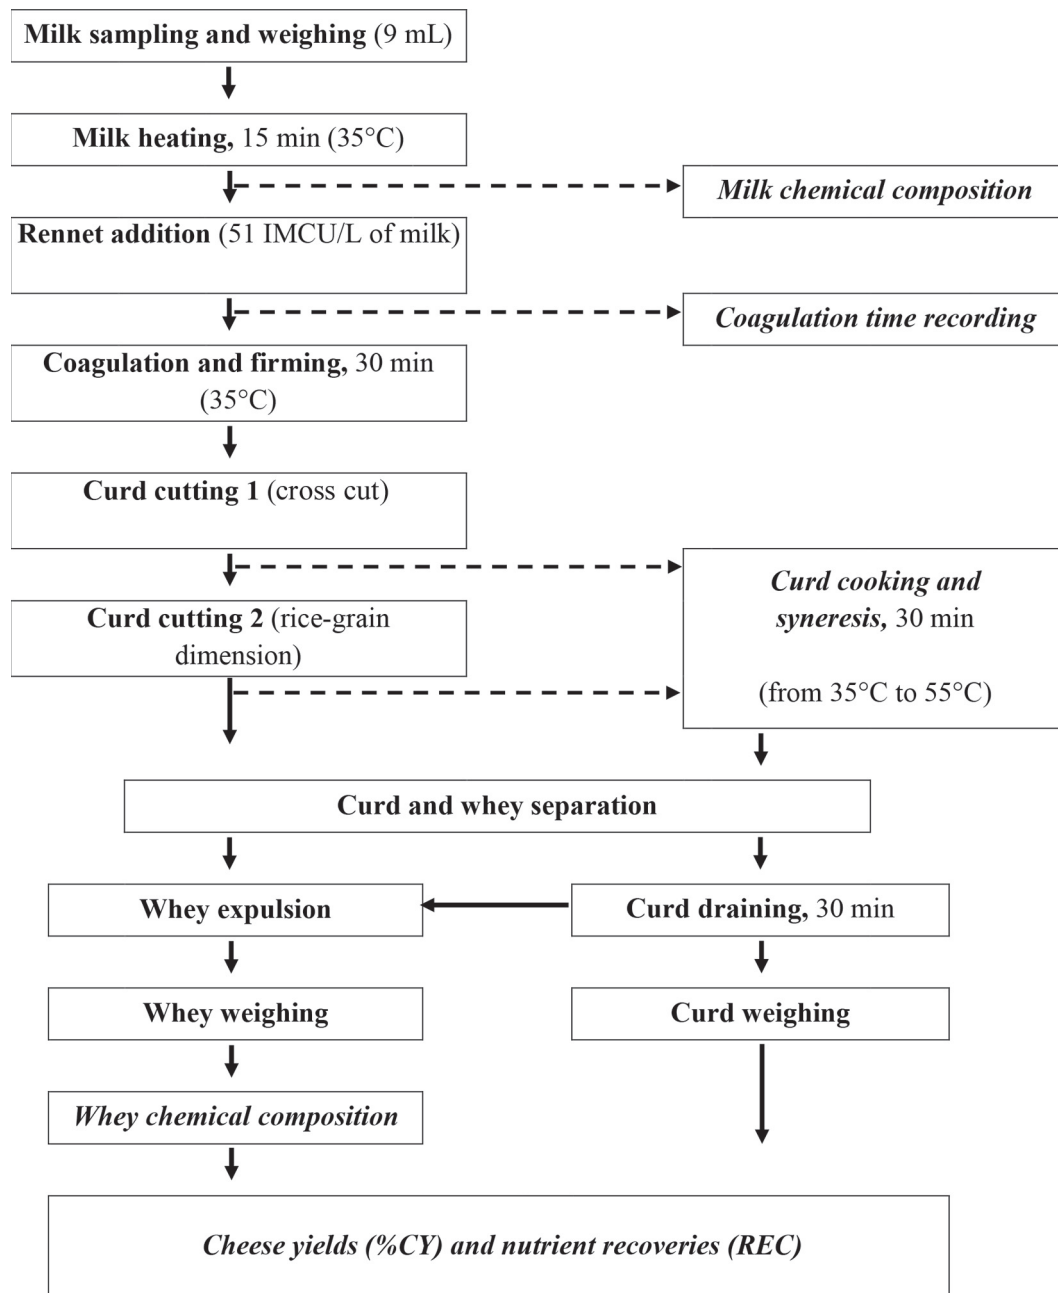 Milk sampling and weighing (9 mL)
Milk heating, 15 min (35°C)
Milk chemical composition
Rennet addition (51 IMCU/L of milk)
Coagulation time recording
Coagulation and firming, 30 min
(35°C)
Curd cutting 1 (cross cut)
Curd cooking and
syneresis, 30 min
(from 35°C to 55°C)
Curd cutting 2 (rice-grain
dimension)
Curd and whey separation
Whey expulsion
Curd draining, 30 min
Whey weighing
Curd weighing
Whey chemical composition
Cheese yields (%CY) and nutrient recoveries (REC)